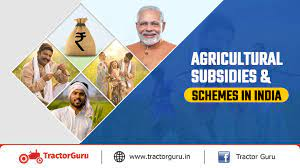 ₹
AGRICULTURAL
SUBSIDIES &
SCHEMES IN INDIA
TractorGuru
www.tractorguru.in
Tractor Guru